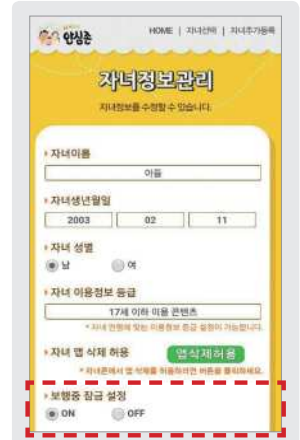 안심존
HOME | 자녀선택 | 자녀추가등록
자녀정보관리
자녀정보를 수정할 수 있습니다.
자녀이름
아들
자녀생년월일
2003 02 11
자녀 성별
남 여
자녀 이용정보 등급
17세 이하 이용 콘텐츠
* 자녀 연령에 맞는 이용정보 등급 설정이 가능합니다.
자녀 앱 삭제 허용 앱삭제허용
* 자녀폰에서 앱 삭제를 허용하려면 버튼을 클릭하세요.
보행중 잠금 설정
ON OFF